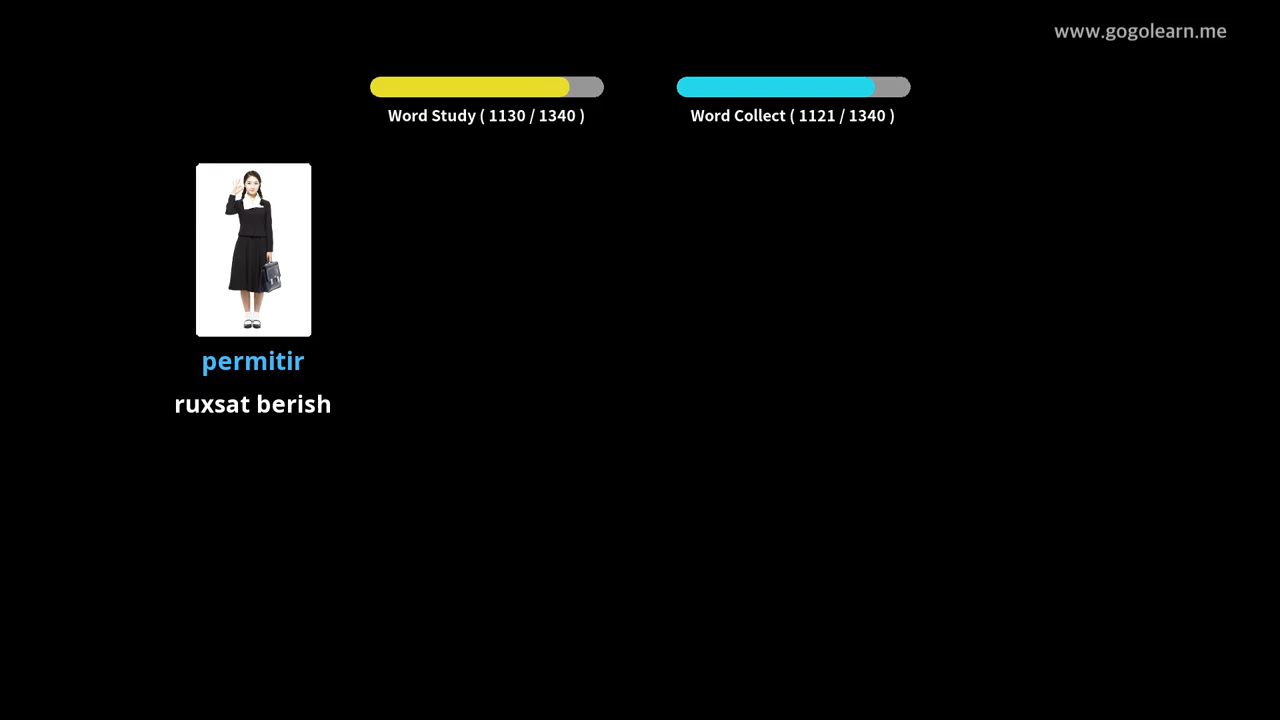 www.gogolearn.me
Word Study ( 1130 / 1340 )
Word Collect ( 1121 / 1340 )
permitir
ruxsat berish